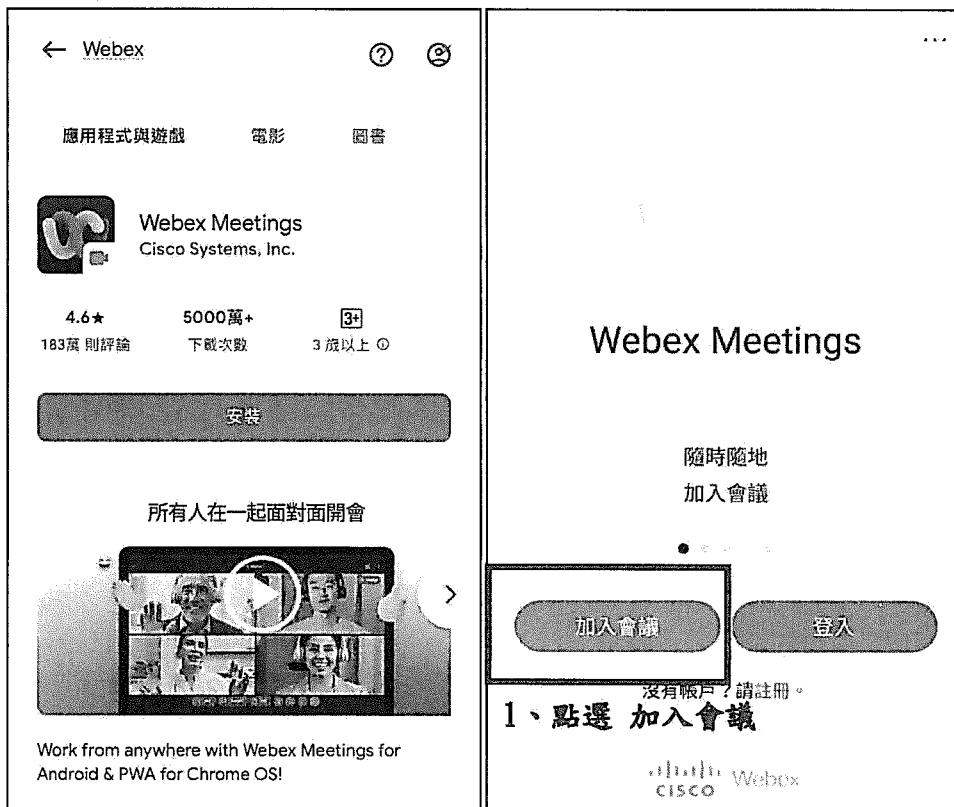 ← Webex
應用程式與遊戲 電影 圖書
Webex Meetings
Cisco Systems, Inc.
4.6★ 5000萬+ 3+
183萬 則評論 下載次數 3 歲以上
安裝
所有人在一起面對面開會
Work from anywhere with Webex Meetings for
Android & PWA for Chrome OS!
Webex Meetings
隨時隨地
加入會議
加入會議 登入
沒有帳戶？請註冊。
1、點選 加入會議
CISCO Webex